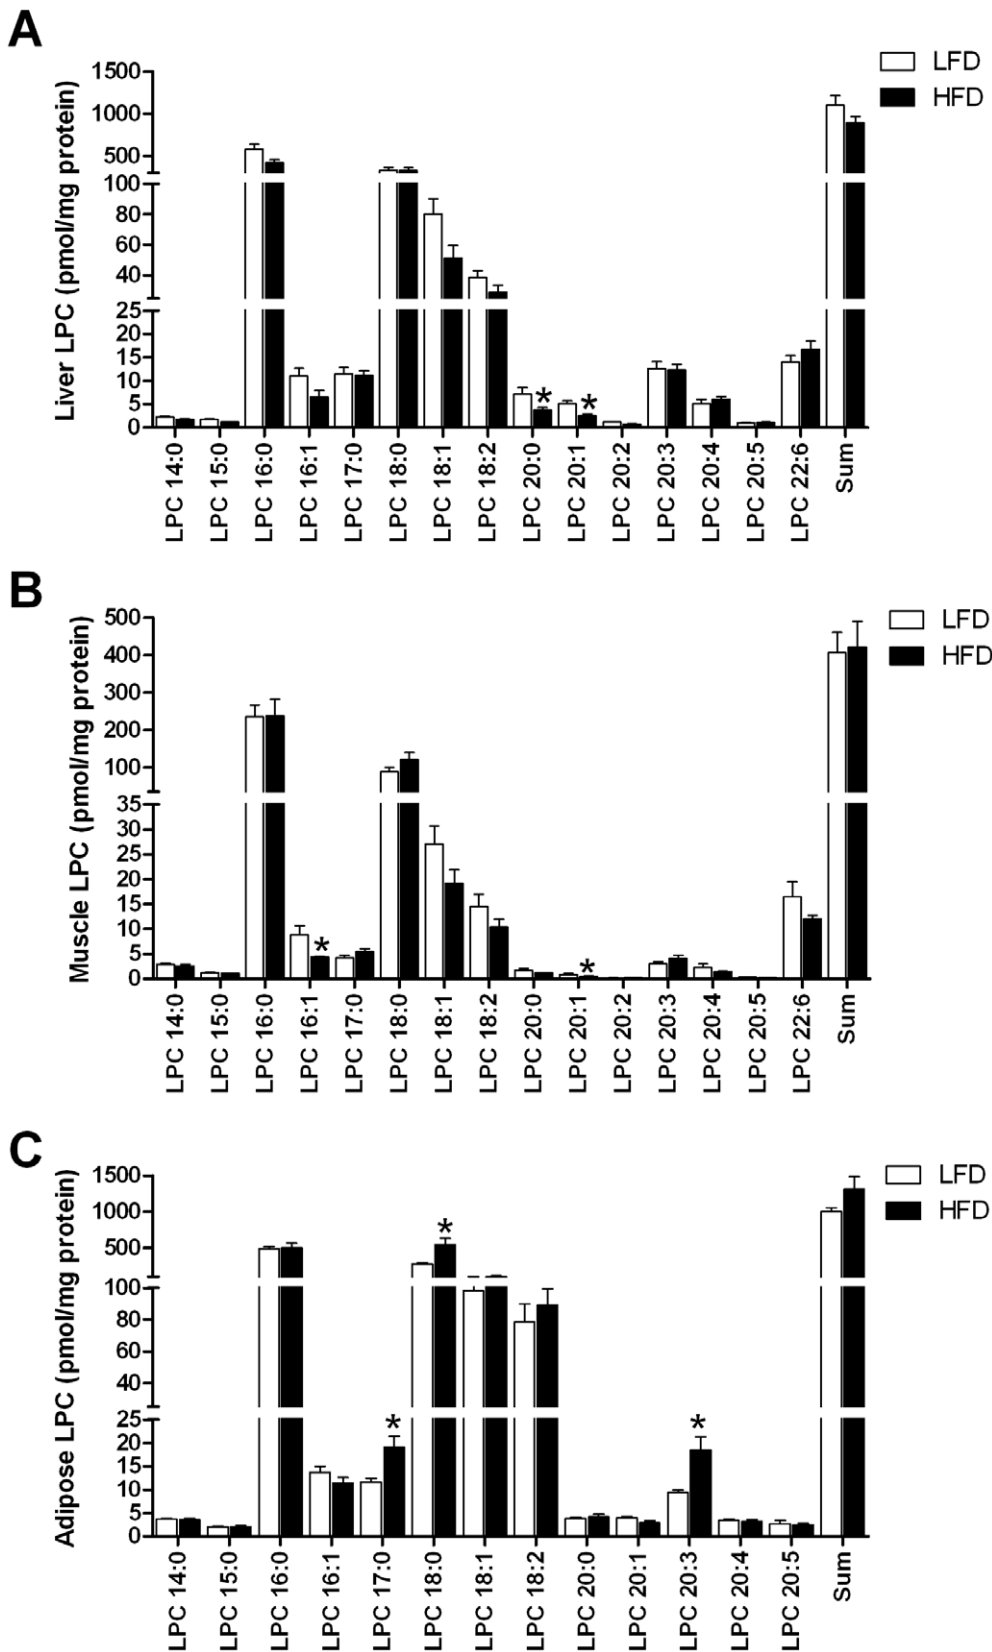 A
LFD
HFD
Liver LPC (pmol/mg protein)
1500
1000
500
100
80
60
40
25
20
15
10
5
0
* *
LPC 14:0
LPC 15:0
LPC 16:0
LPC 16:1
LPC 17:0
LPC 18:0
LPC 18:1
LPC 18:2
LPC 20:0
LPC 20:1
LPC 20:2
LPC 20:3
LPC 20:4
LPC 20:5
LPC 22:6
Sum
B
LFD
HFD
Muscle LPC (pmol/mg protein)
500
400
300
200
100
35
30
25
20
15
10
5
0
*
*
LPC 14:0
LPC 15:0
LPC 16:0
LPC 16:1
LPC 17:0
LPC 18:0
LPC 18:1
LPC 18:2
LPC 20:0
LPC 20:1
LPC 20:2
LPC 20:3
LPC 20:4
LPC 20:5
LPC 22:6
Sum
C
LFD
HFD
Adipose LPC (pmol/mg protein)
1500
1000
500
100
80
60
40
25
20
15
10
5
0
*
*
*
LPC 14:0
LPC 15:0
LPC 16:0
LPC 16:1
LPC 17:0
LPC 18:0
LPC 18:1
LPC 18:2
LPC 20:0
LPC 20:1
LPC 20:3
LPC 20:4
LPC 20:5
Sum